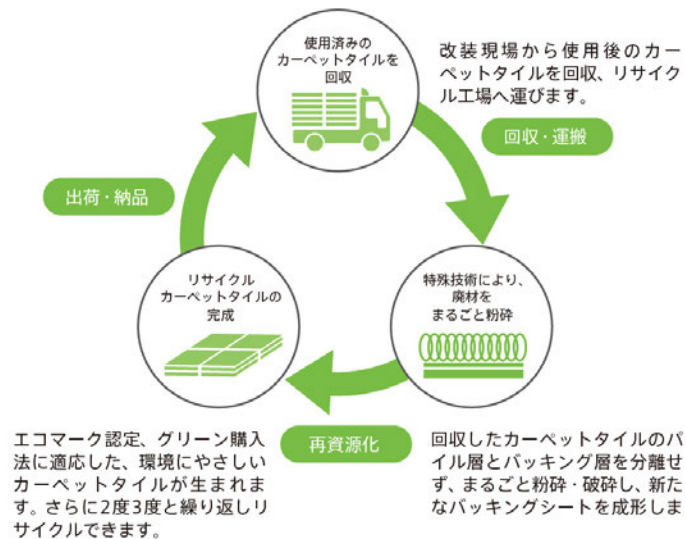 使用済みの
カーペットタイルを
回収
改装現場から使用後のカー
ペットタイルを回収、リサイク
ル工場へ運びます。
回収・運搬
出荷・納品
リサイクル
カーペットタイルの
完成
特殊技術により、
廃材を
まるごと粉砕
再資源化
エコマーク認定、グリーン購入
法に適応した、環境にやさしい
カーペットタイルが生まれま
す。さらに2度3度と繰り返しリ
サイクルできます。
回収したカーペットタイルのパ
イル層とバッキング層を分離せ
ず、まるごと粉砕・破砕し、新た
なバッキングシートを成形しま